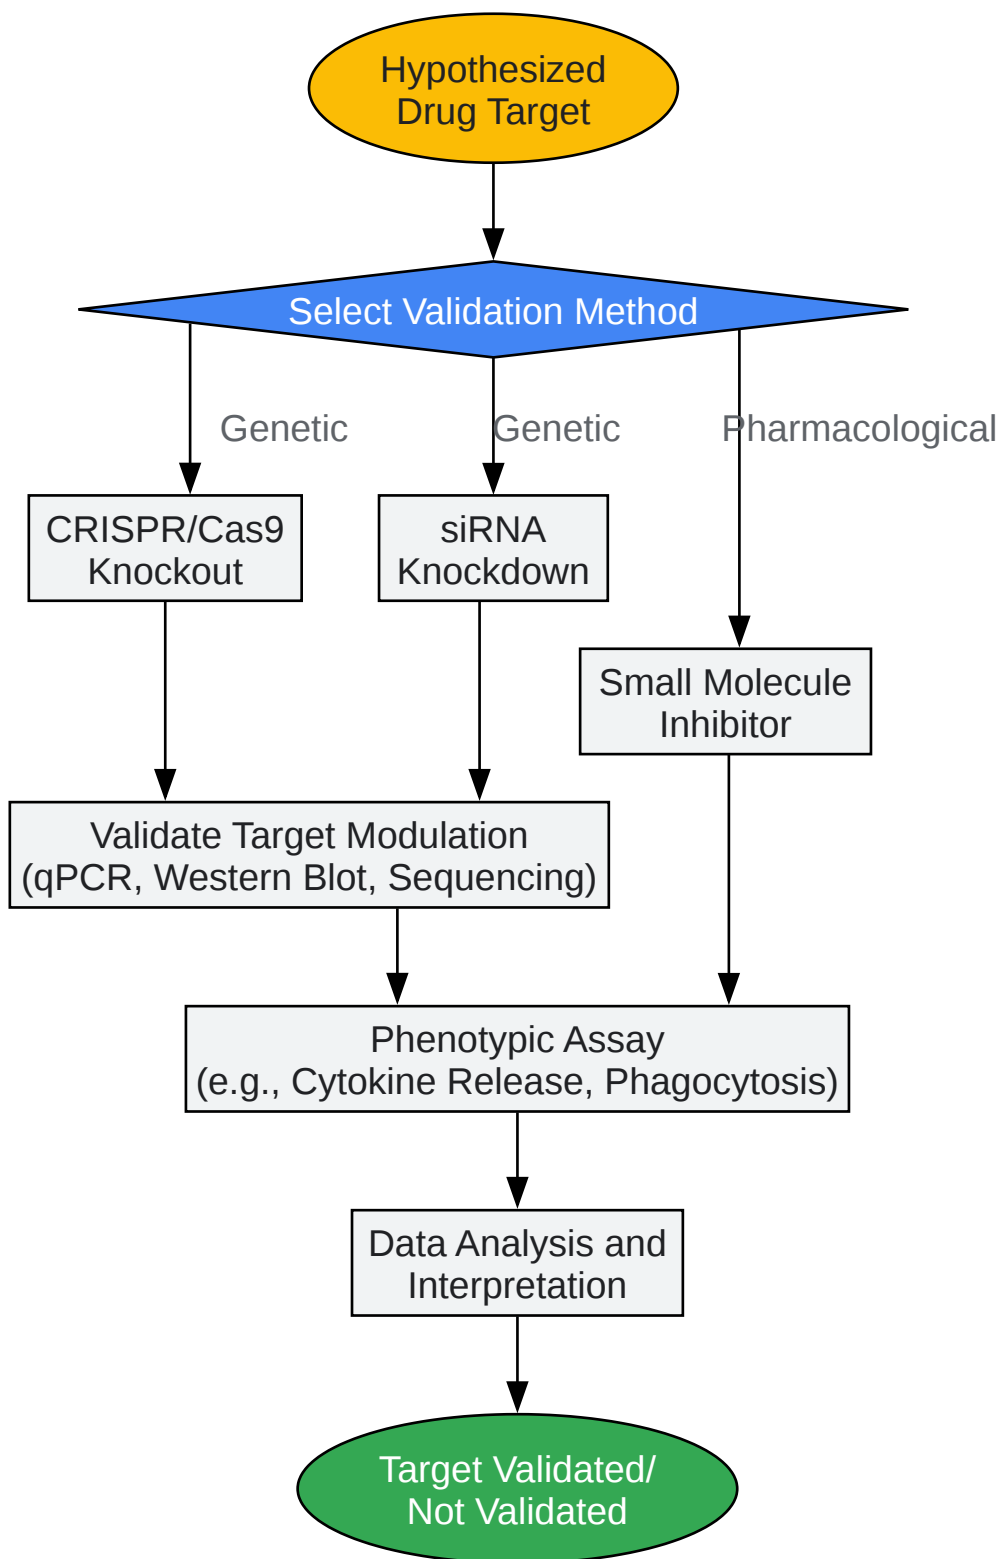 Hypothesized
Drug Target
Select Validation Method
Genetic
Genetic
Pharmacological
CRISPR/Cas9
Knockout
siRNA
Knockdown
Small Molecule
Inhibitor
Validate Target Modulation
(qPCR, Western Blot, Sequencing)
Phenotypic Assay
(e.g., Cytokine Release, Phagocytosis)
Data Analysis and
Interpretation
Target Validated/
Not Validated